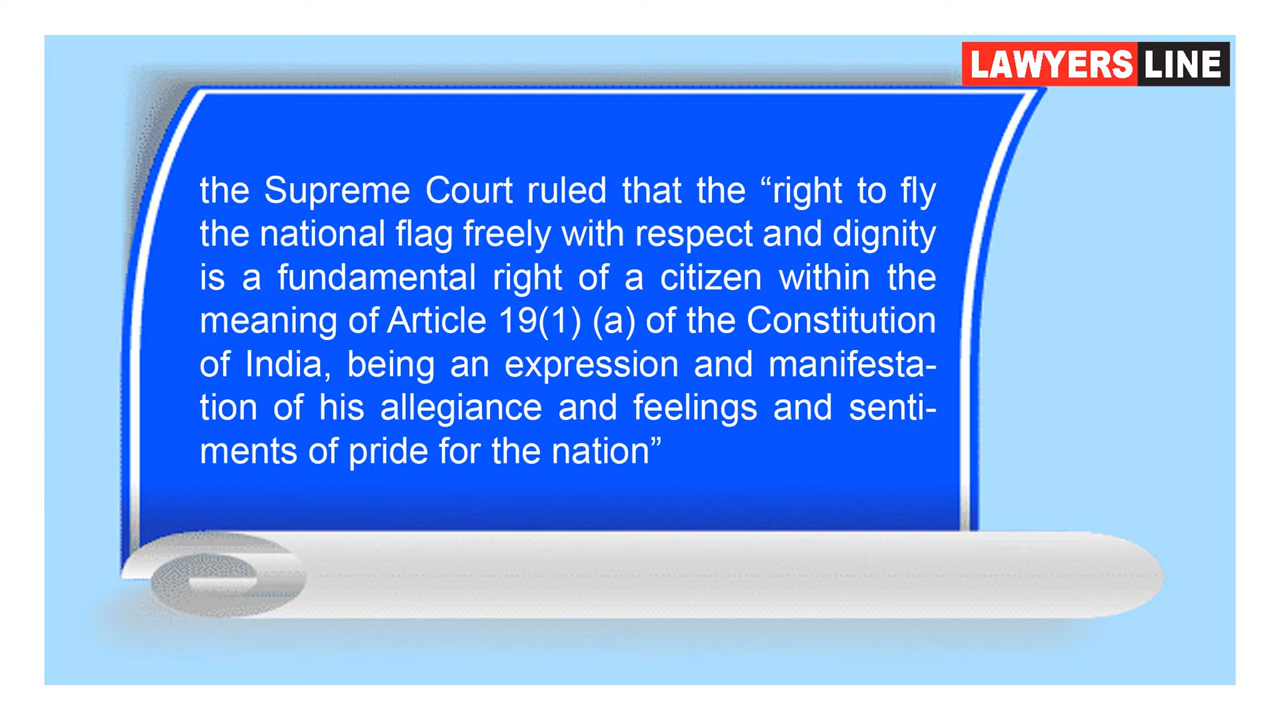 LAWYERS LINE
the Supreme Court ruled that the “right to fly
the national flag freely with respect and dignity
is a fundamental right of a citizen within the
meaning of Article 19(1) (a) of the Constitution
of India, being an expression and manifesta-
tion of his allegiance and feelings and senti-
ments of pride for the nation”